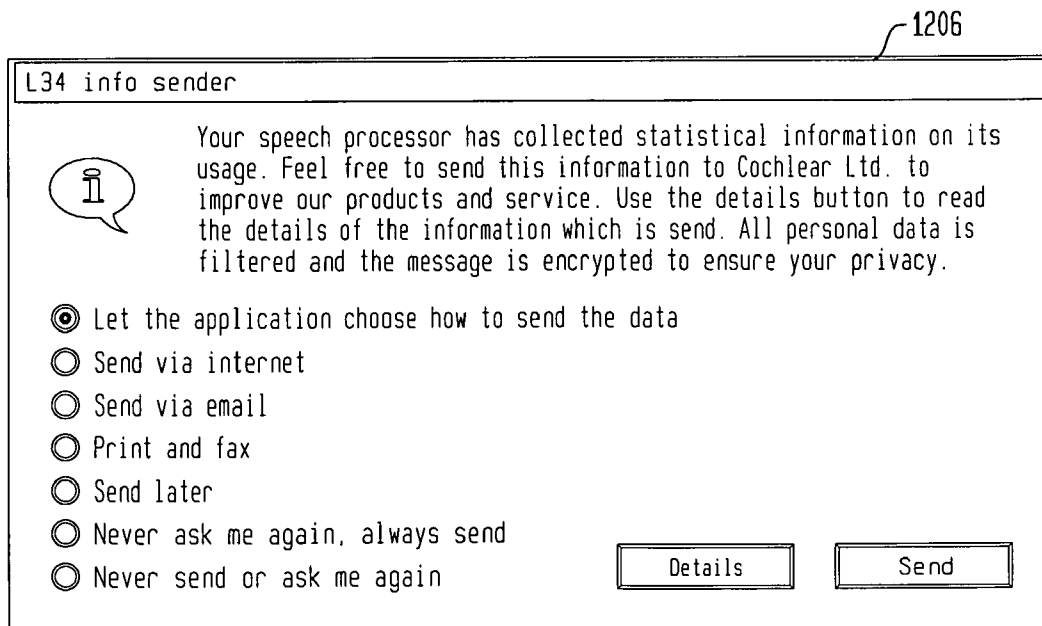 1206
L34 info sender
Your speech processor has collected statistical information on its
usage. Feel free to send this information to Cochlear Ltd. to
improve our products and service. Use the details button to read
the details of the information which is send. All personal data is
filtered and the message is encrypted to ensure your privacy.
i
Let the application choose how to send the data
Send via internet
Send via email
Print and fax
Send later
Never ask me again, always send
Never send or ask me again
Details
Send